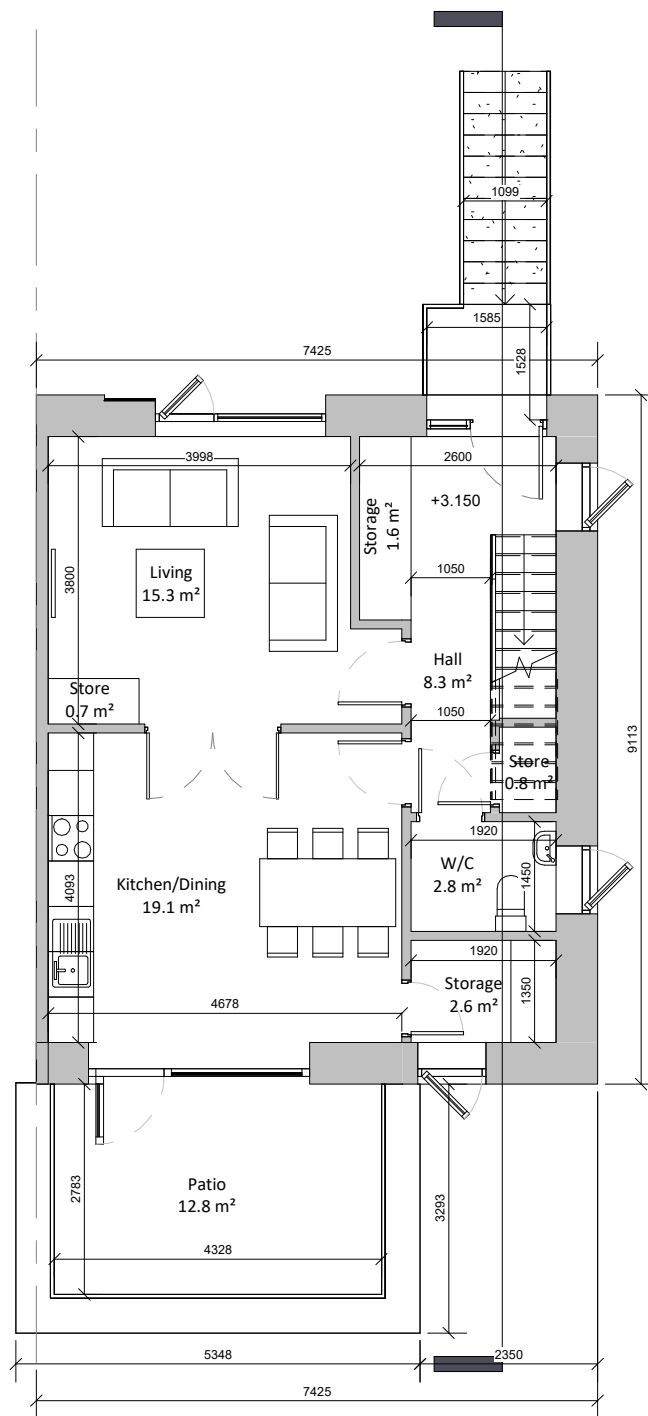 1099
1585
1528
7425
3998
2600
Storage
1.6 m²
+3.150
3800
Living
15.3 m²
1050
Hall
8.3 m²
Store
0.7 m²
1050
Store
0.8 m²
9113
1920
W/C
2.8 m²
1450
Kitchen/Dining
19.1 m²
4093
1920
Storage
2.6 m²
1350
4678
Patio
12.8 m²
2783
3293
4328
5348
2350
7425